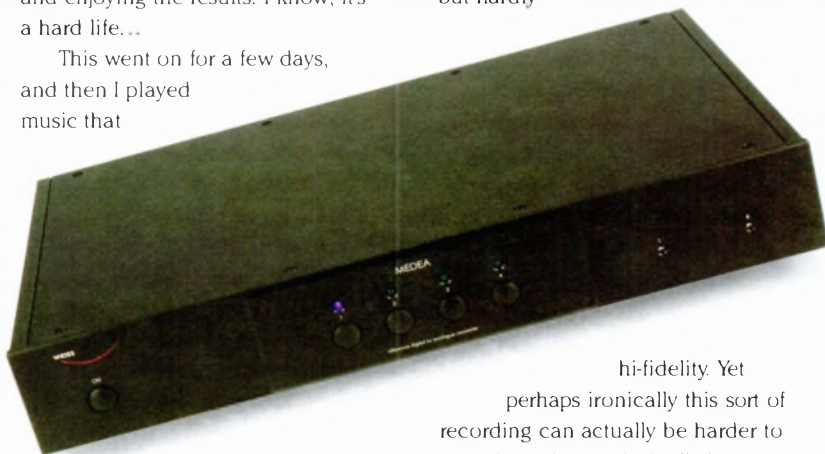 and enjoying the results. I know, it's
a hard life...
This went on for a few days,
and then I played
music that
but hardly
MEDEA
WEISS
ON
hi-fidelity. Yet
perhaps ironically this sort of
recording can actually be harder to